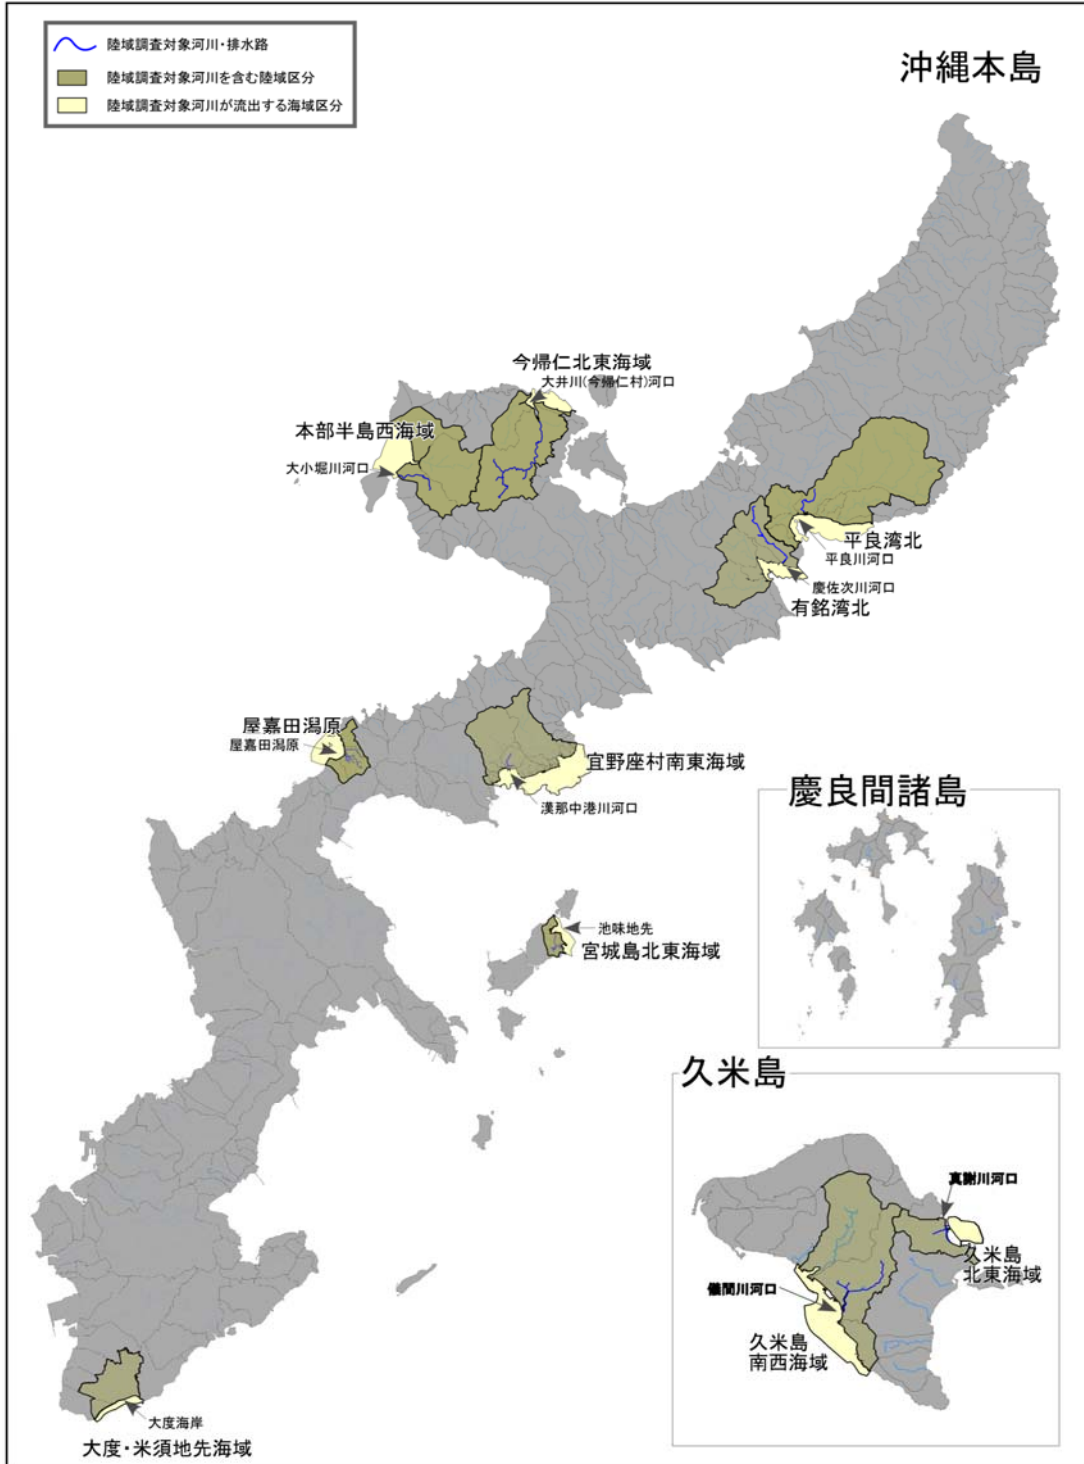 陸域調査対象河川・排水路
陸域調査対象河川を含む陸域区分
陸域調査対象河川が流出する海域区分
沖縄本島
今帰仁北東海域
大井川(今帰仁村)河口
本部半島西海域
大小堀川河口
平良湾北
平良川河口
慶佐次川河口
有銘湾北
屋嘉田潟原
屋嘉田潟原
宜野座村南東海域
漢那中港川河口
慶良間諸島
池味地先
宮城島北東海域
久米島
真謝川河口
久米島
北東海域
儀間川河口
久米島
南西海域
大度海岸
大度・米須地先海域